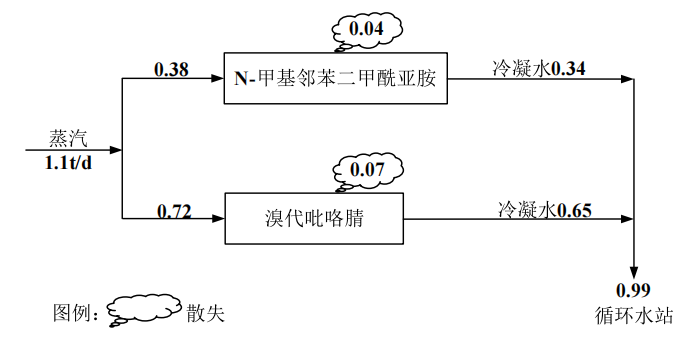 0.04
0.38
N-甲基邻苯二甲酰亚胺
冷凝水0.34
蒸汽
1.1t/d
0.07
0.72
溴代吡咯腈
冷凝水0.65
0.99
循环水站
图例：
散失